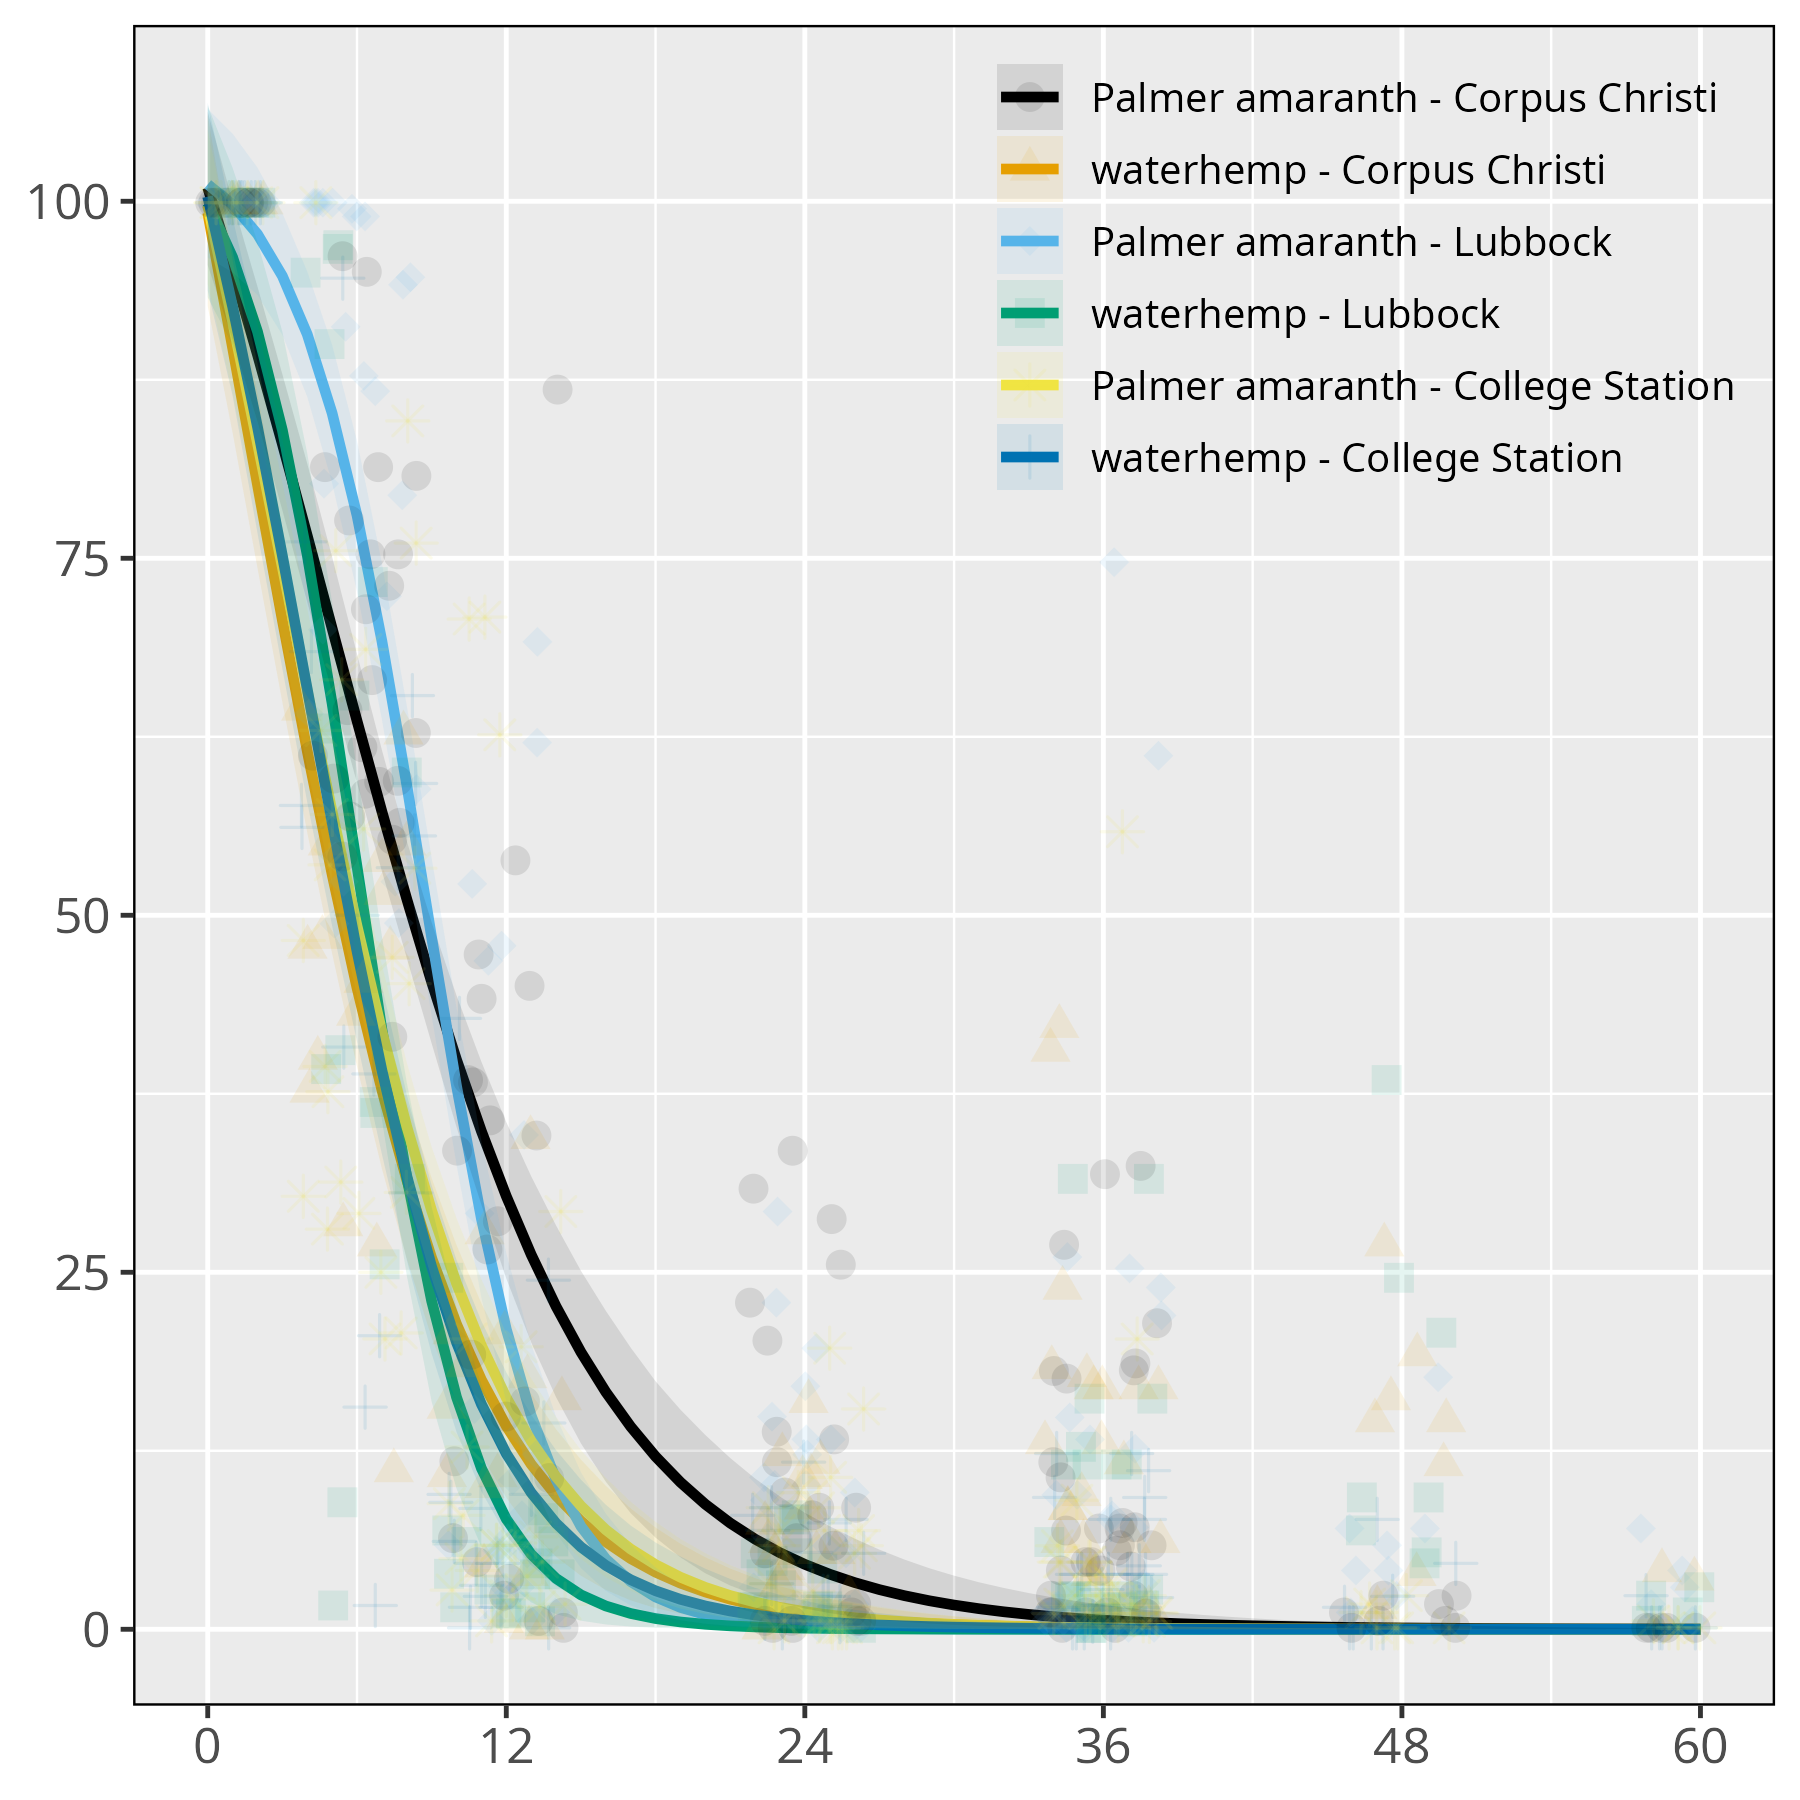 Palmer amaranth - Corpus Christi
waterhemp - Corpus Christi
Palmer amaranth - Lubbock
waterhemp - Lubbock
Palmer amaranth - College Station
waterhemp - College Station
100
75
50
25
0
0 12 24 36 48 60